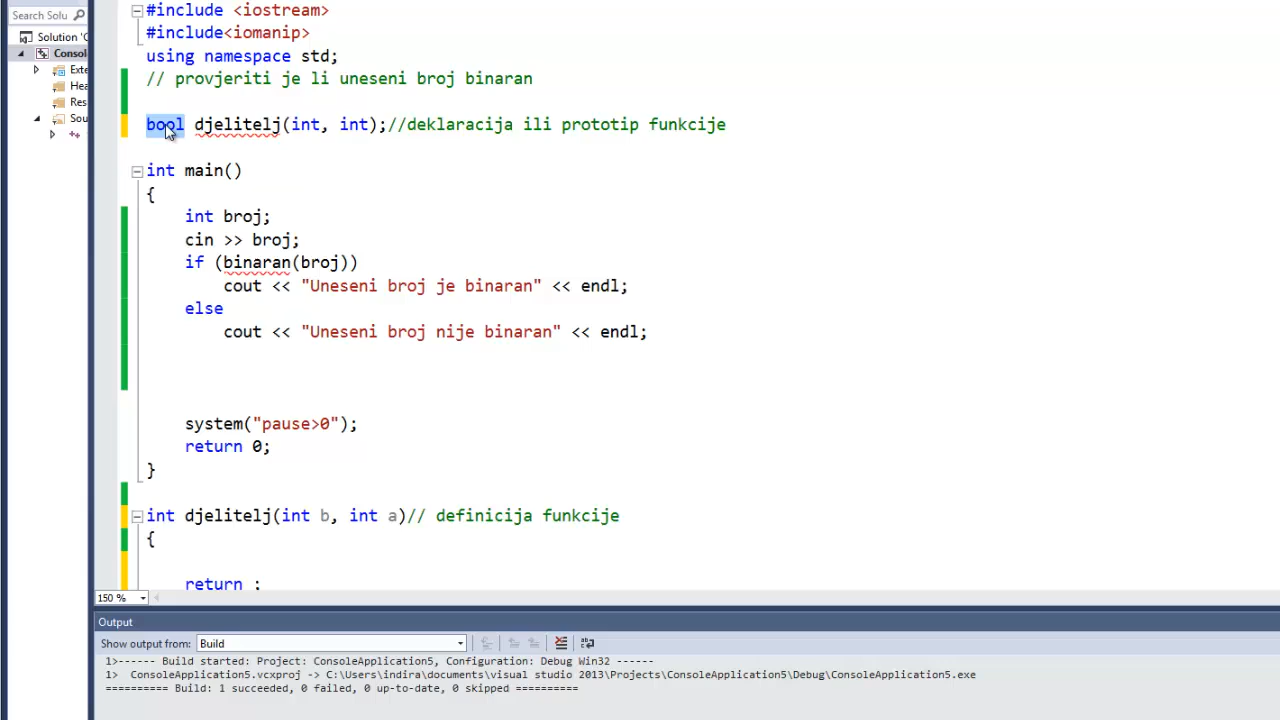 Search Solu
Solution 'C
Consol
Exte
Hea
Res
Sou
#include <iostream>
#include<iomanip>
using namespace std;
// provjeriti je li uneseni broj binaran
bool djelitelj(int, int);//deklaracija ili prototip funkcije
int main()
{
int broj;
cin >> broj;
if (binaran(broj))
cout << "Uneseni broj je binaran" << endl;
else
cout << "Uneseni broj nije binaran" << endl;
system("pause>0");
return 0;
}
int djelitelj(int b, int a)// definicija funkcije
{
return ;
150 %
Output
Show output from: Build
1>------ Build started: Project: ConsoleApplication5, Configuration: Debug Win32 ------
1>  ConsoleApplication5.vcxproj -> C:\Users\indira\documents\visual studio 2013\Projects\ConsoleApplication5\Debug\ConsoleApplication5.exe
========== Build: 1 succeeded, 0 failed, 0 up-to-date, 0 skipped ==========